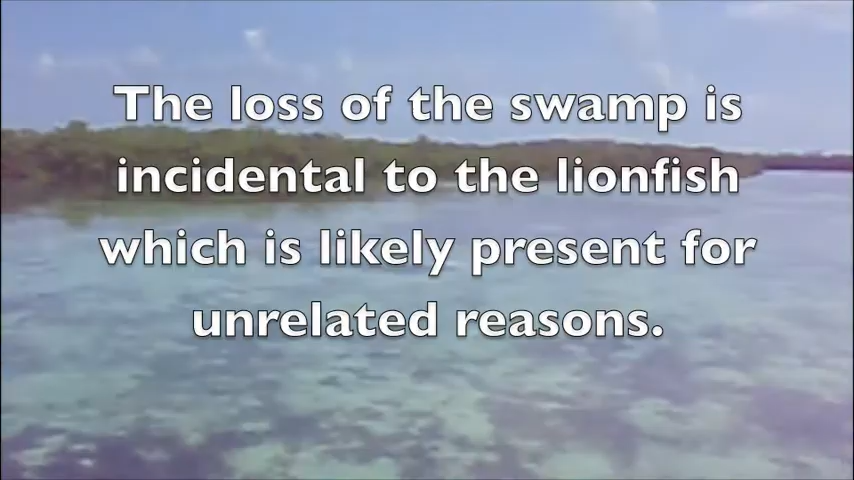 The loss of the swamp is
incidental to the lionfish
which is likely present for
unrelated reasons.